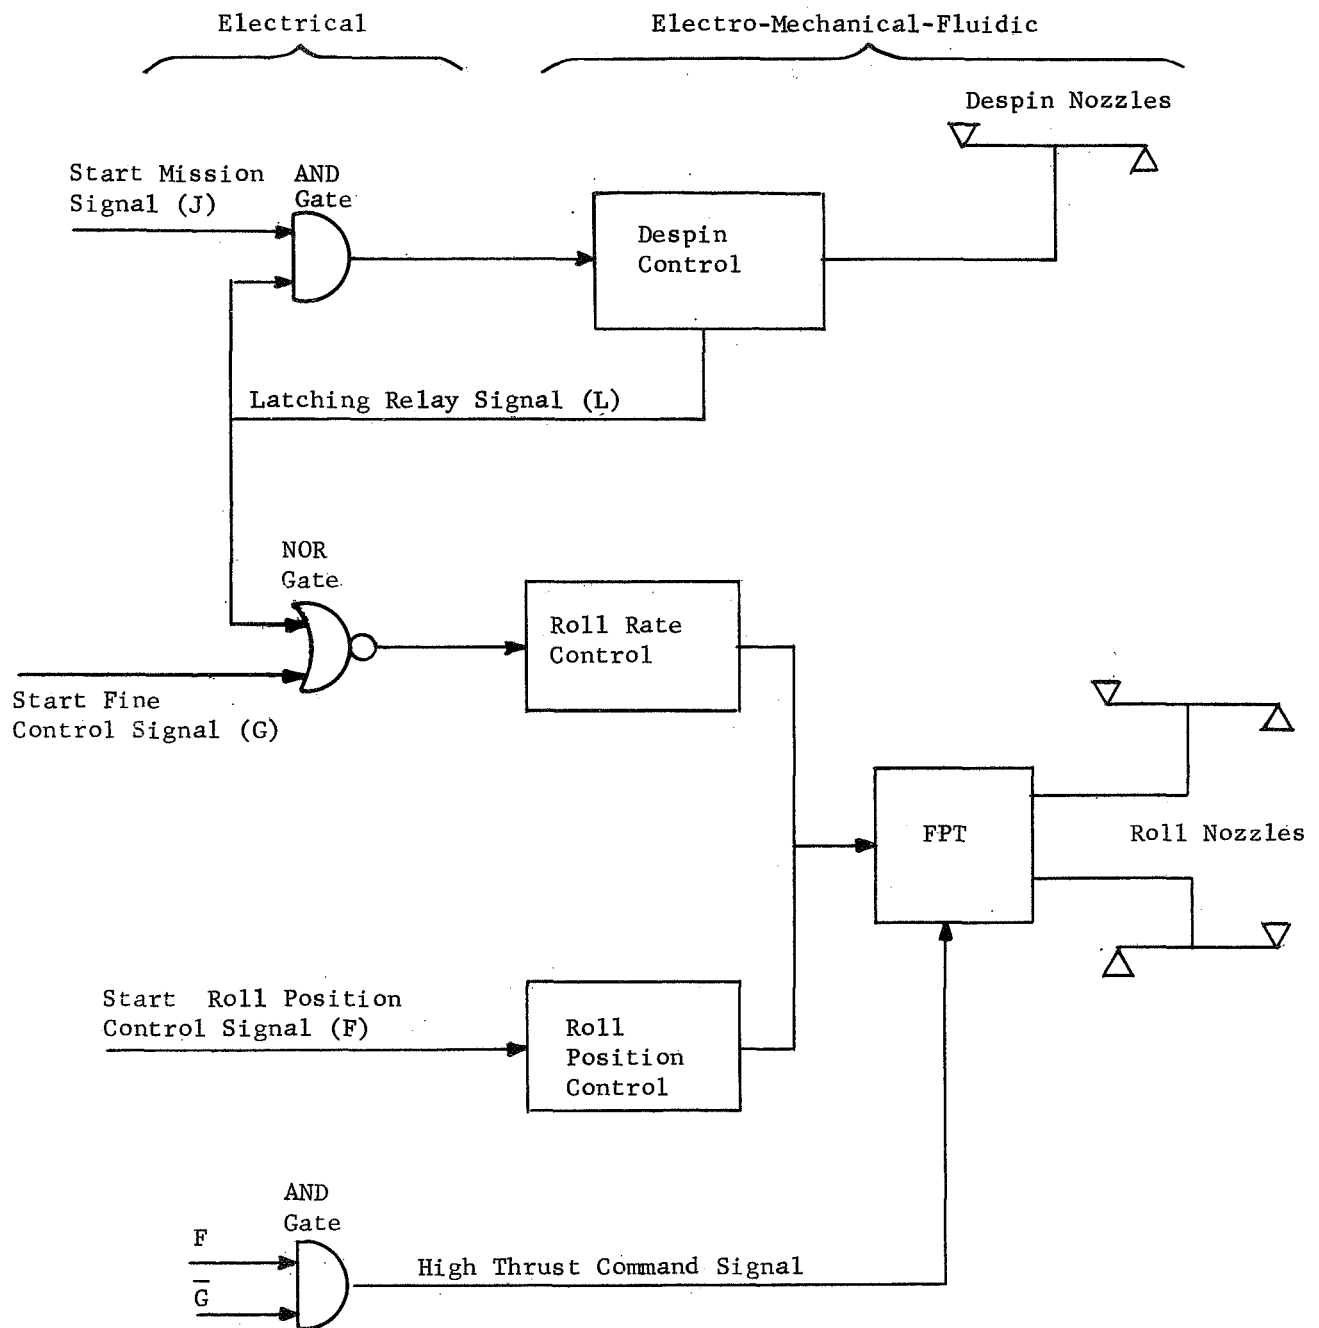 Electrical
Electro-Mechanical-Fluidic
Despin Nozzles
Start Mission
Signal (J)
AND
Gate
Despin
Control
Latching Relay Signal (L)
NOR
Gate
Roll Rate
Control
Start Fine
Control Signal (G)
FPT
Roll Nozzles
Start Roll Position
Control Signal (F)
Roll
Position
Control
AND
Gate
F
G̅
High Thrust Command Signal